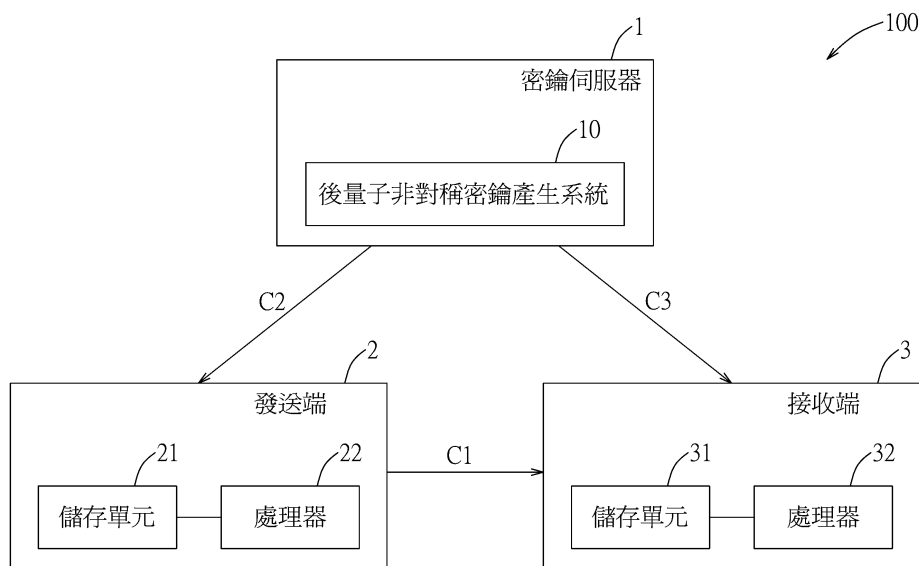 100
1
密鑰伺服器
10
後量子非對稱密鑰產生系統
C2
C3
2
發送端
3
接收端
21
22
C1
31
32
儲存單元
處理器
儲存單元
處理器